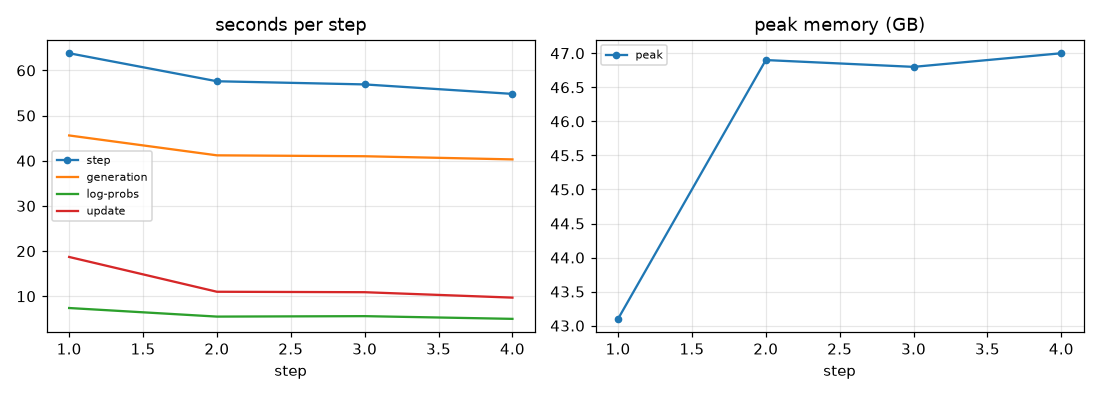 seconds per step
60
50
40
30
20
10
step
generation
log-probs
update
1.0 1.5 2.0 2.5 3.0 3.5 4.0
step
peak memory (GB)
47.0
46.5
46.0
45.5
45.0
44.5
44.0
43.5
43.0
peak
1.0 1.5 2.0 2.5 3.0 3.5 4.0
step